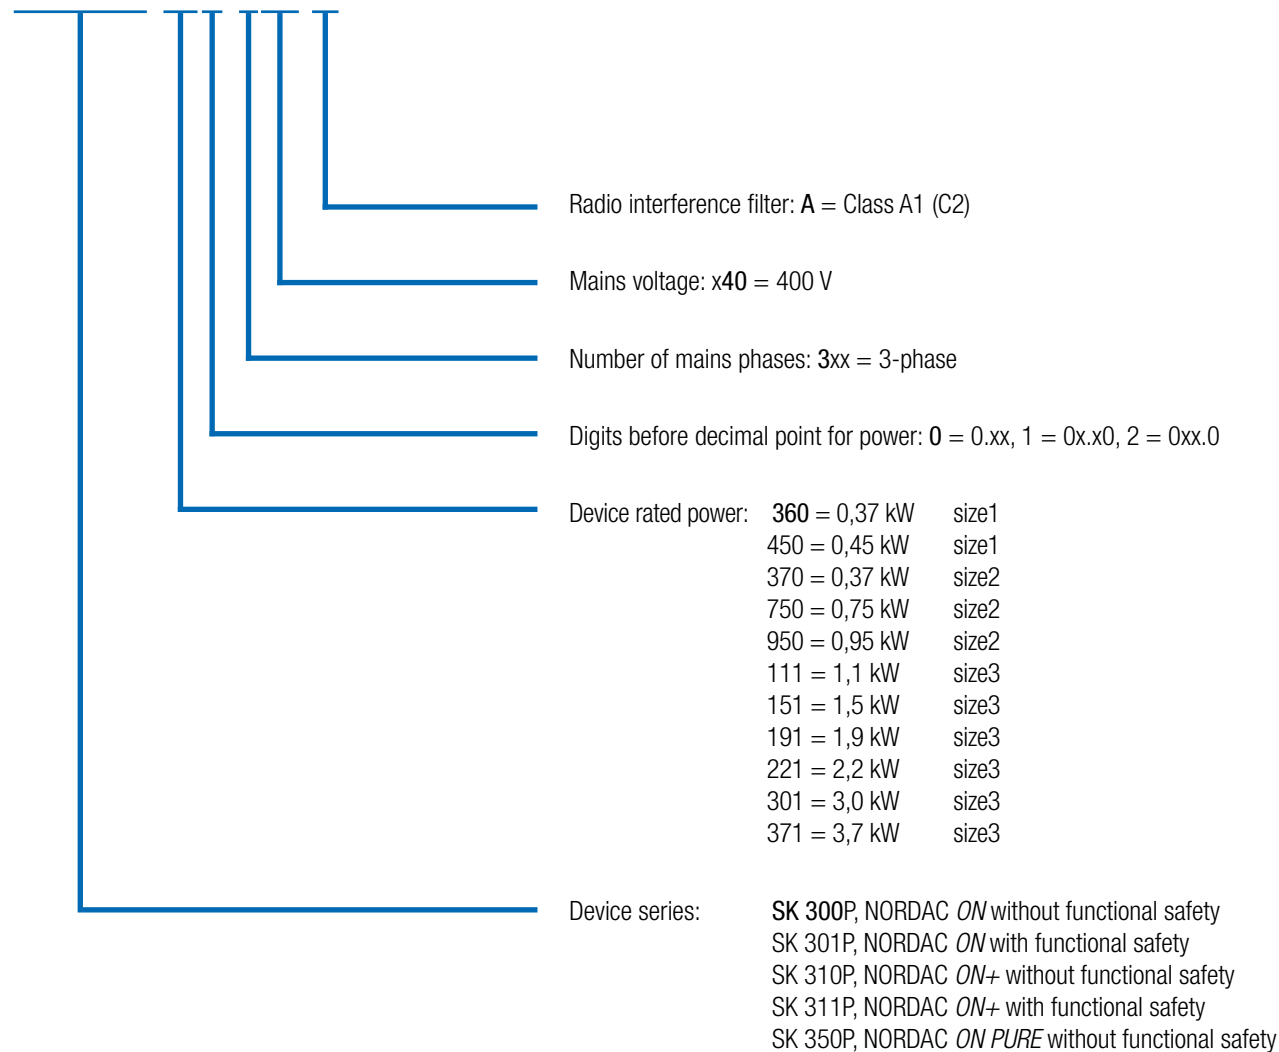 Radio interference filter: A = Class A1 (C2)
Mains voltage: x40 = 400 V
Number of mains phases: 3xx = 3-phase
Digits before decimal point for power: 0 = 0.xx, 1 = 0x.x0, 2 = 0xx.0
Device rated power: 360 = 0,37 kW size1
450 = 0,45 kW size1
370 = 0,37 kW size2
750 = 0,75 kW size2
950 = 0,95 kW size2
111 = 1,1 kW size3
151 = 1,5 kW size3
191 = 1,9 kW size3
221 = 2,2 kW size3
301 = 3,0 kW size3
371 = 3,7 kW size3
Device series: SK 300P, NORDAC ON without functional safety
SK 301P, NORDAC ON with functional safety
SK 310P, NORDAC ON+ without functional safety
SK 311P, NORDAC ON+ with functional safety
SK 350P, NORDAC ON PURE without functional safety